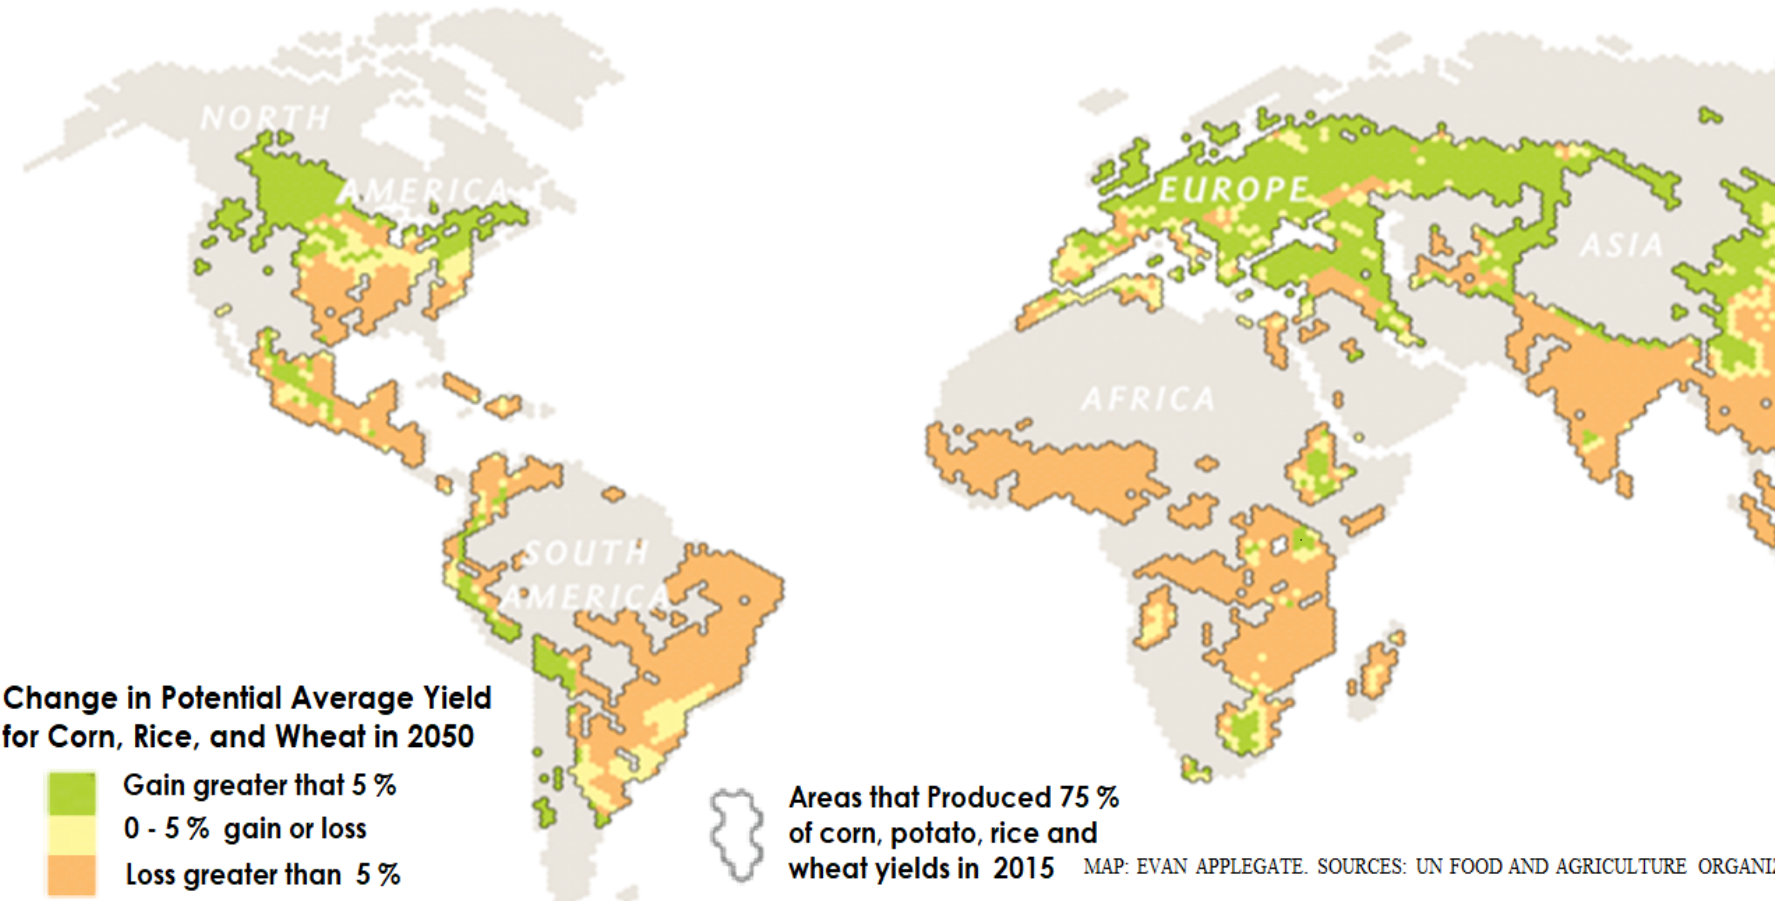 NORTH
AMERICA
EUROPE
ASIA
AFRICA
SOUTH
AMERICA
Change in Potential Average Yield
for Corn, Rice, and Wheat in 2050
Gain greater that 5 %
0 - 5 % gain or loss
Loss greater than 5 %
Areas that Produced 75 %
of corn, potato, rice and
wheat yields in 2015
MAP: EVAN APPLEGATE. SOURCES: UN FOOD AND AGRICULTURE ORGANIZ